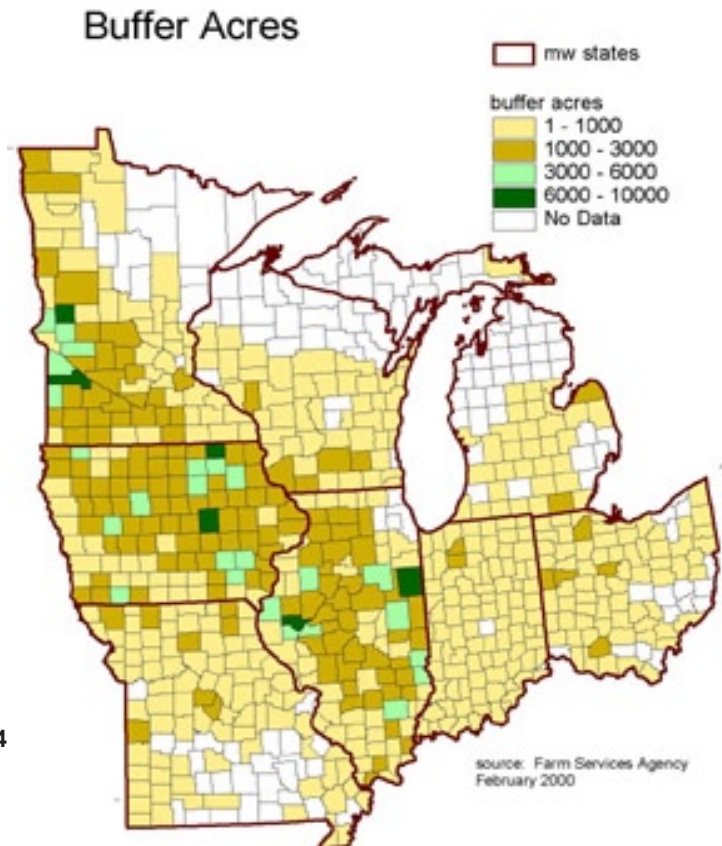 Buffer Acres
mw states
buffer acres
1 - 1000
1000 - 3000
3000 - 6000
6000 - 10000
No Data
4
source: Farm Services Agency
February 2000